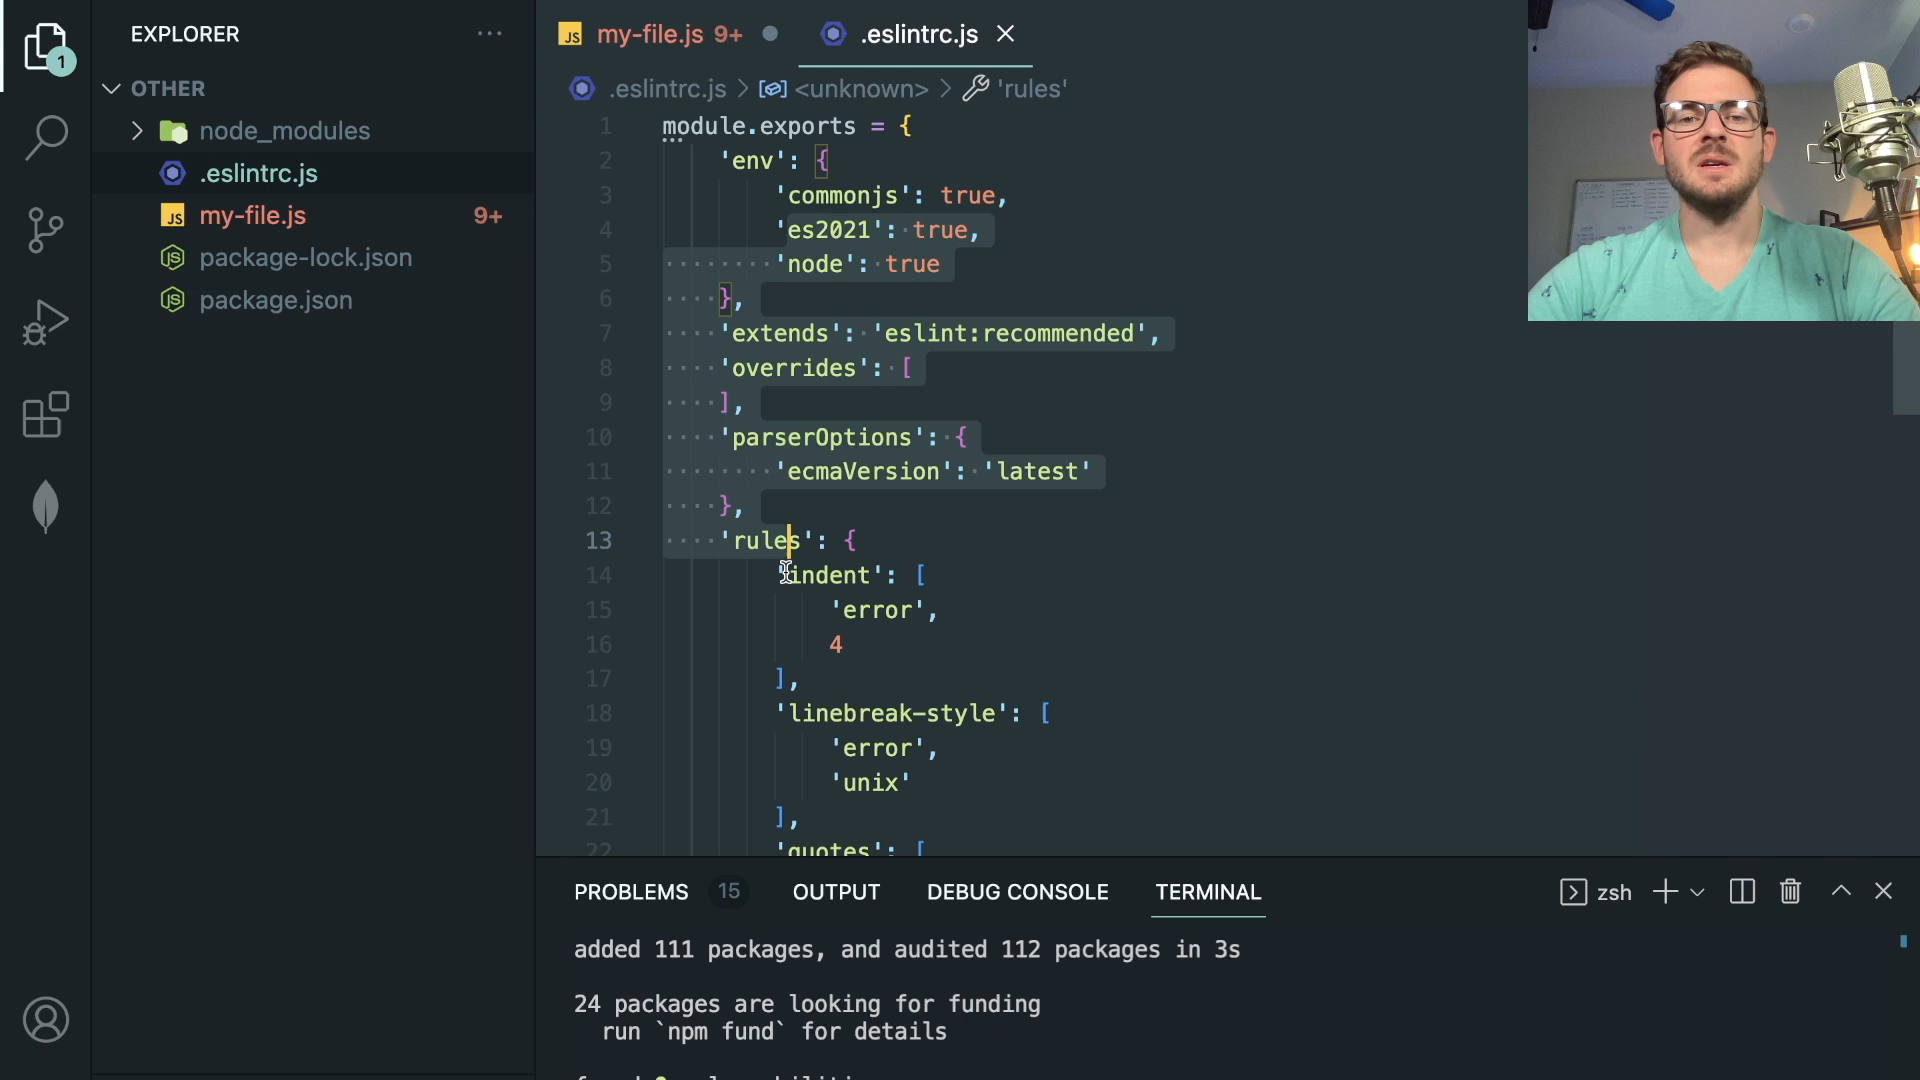 EXPLORER
OTHER
node_modules
.eslintrc.js
my-file.js 9+
package-lock.json
package.json
1
JS my-file.js 9+
.eslintrc.js
.eslintrc.js > <unknown> > 'rules'
1 module.exports = {
2 'env': {
3 'commonjs': true,
4 'es2021': true,
5 'node': true
6 },
7 'extends': 'eslint:recommended',
8 'overrides': [
9 ],
10 'parserOptions': {
11 'ecmaVersion': 'latest'
12 },
13 'rules': {
14 'indent': [
15 'error',
16 4
17 ],
18 'linebreak-style': [
19 'error',
20 'unix'
21 ],
22 'quotes': [
PROBLEMS 15 OUTPUT DEBUG CONSOLE TERMINAL
zsh
added 111 packages, and audited 112 packages in 3s
24 packages are looking for funding
run `npm fund` for details